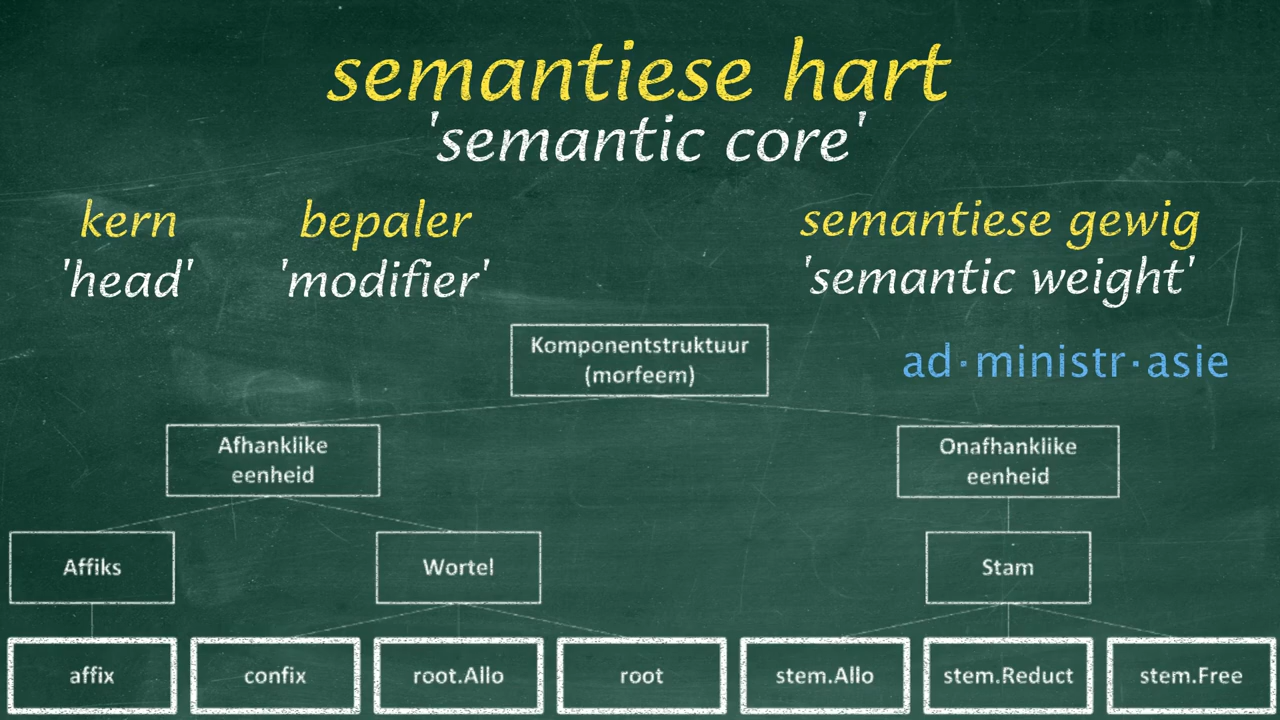 semantiese hart
'semantic core'
kern
'head'
bepaler
'modifier'
semantiese gewig
'semantic weight'
ad·ministr·asie
Komponentstruktuur
(morfeem)
Afhanklike
eenheid
Onafhanklike
eenheid
Affiks
Wortel
Stam
affix
confix
root.Allo
root
stem.Allo
stem.Reduct
stem.Free